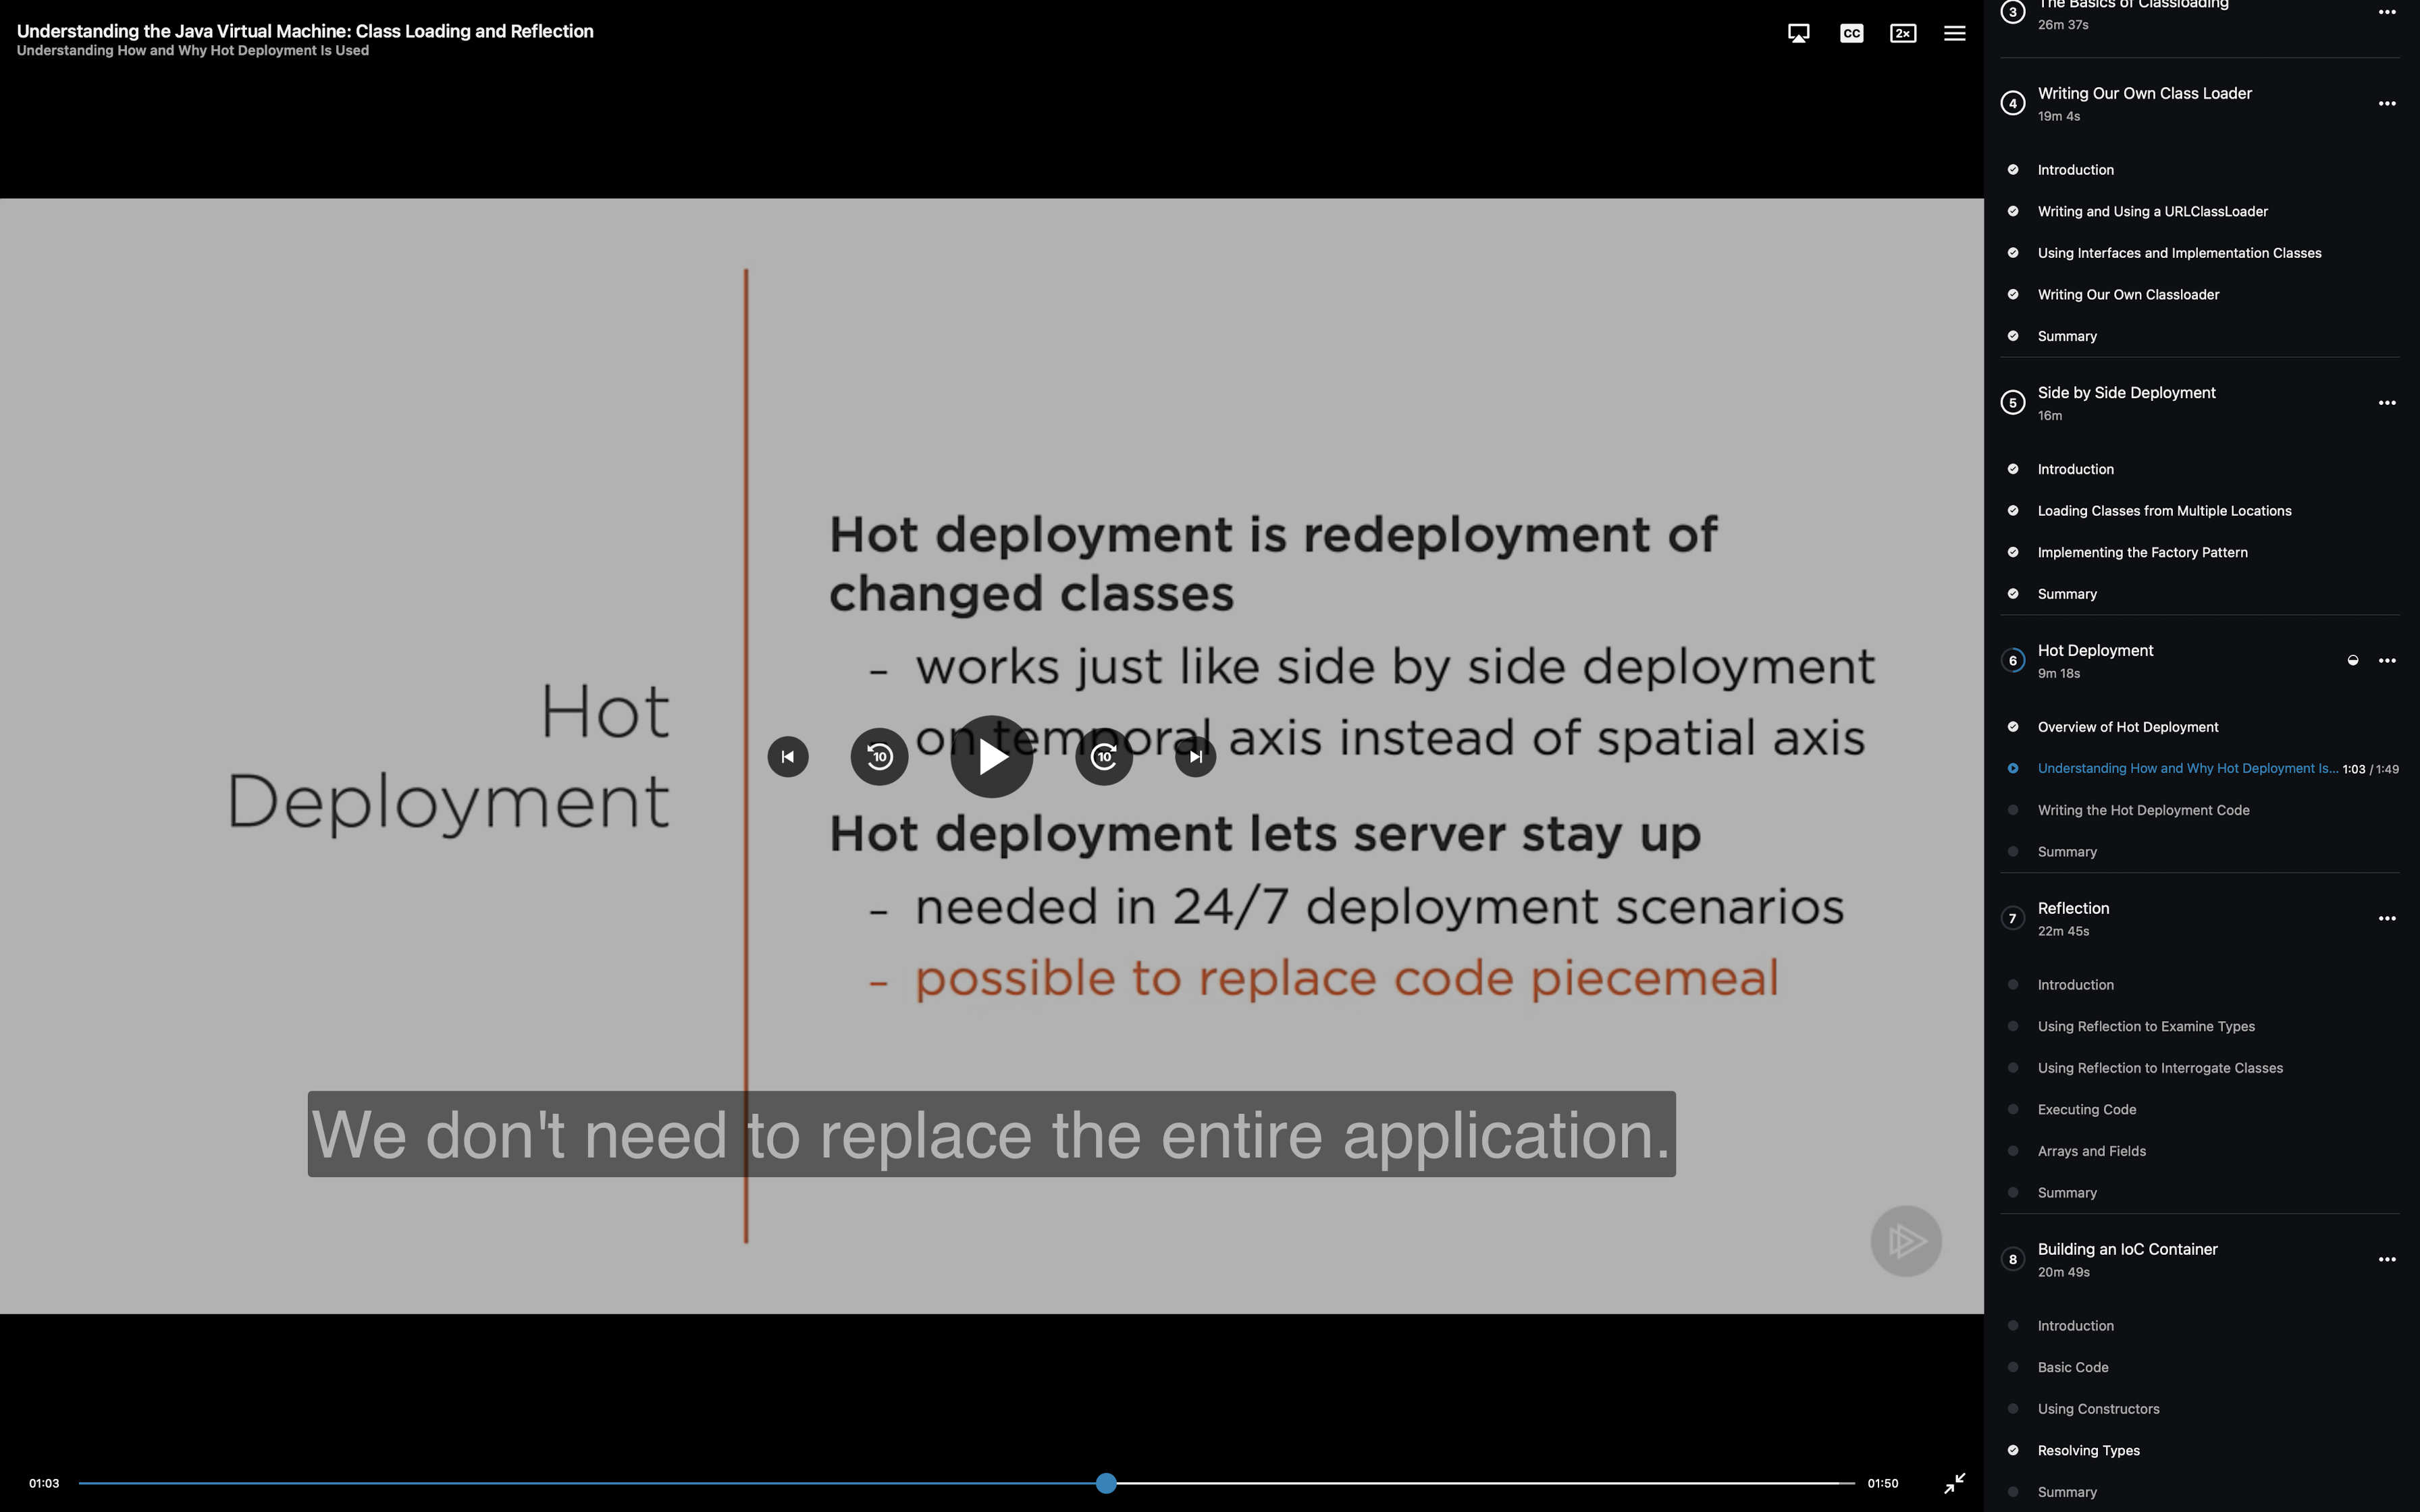 Understanding the Java Virtual Machine: Class Loading and Reflection
Understanding How and Why Hot Deployment Is Used
CC
2×
Hot
Deployment
Hot deployment is redeployment of
changed classes
- works just like side by side deployment
- on temporal axis instead of spatial axis
Hot deployment lets server stay up
- needed in 24/7 deployment scenarios
- possible to replace code piecemeal
10
10
We don't need to replace the entire application.
01:03
01:50
3
The Basics of Classloading
26m 37s
4
Writing Our Own Class Loader
19m 4s
Introduction
Writing and Using a URLClassLoader
Using Interfaces and Implementation Classes
Writing Our Own Classloader
Summary
5
Side by Side Deployment
16m
Introduction
Loading Classes from Multiple Locations
Implementing the Factory Pattern
Summary
6
Hot Deployment
9m 18s
Overview of Hot Deployment
Understanding How and Why Hot Deployment Is... 1:03 / 1:49
Writing the Hot Deployment Code
Summary
7
Reflection
22m 45s
Introduction
Using Reflection to Examine Types
Using Reflection to Interrogate Classes
Executing Code
Arrays and Fields
Summary
8
Building an IoC Container
20m 49s
Introduction
Basic Code
Using Constructors
Resolving Types
Summary